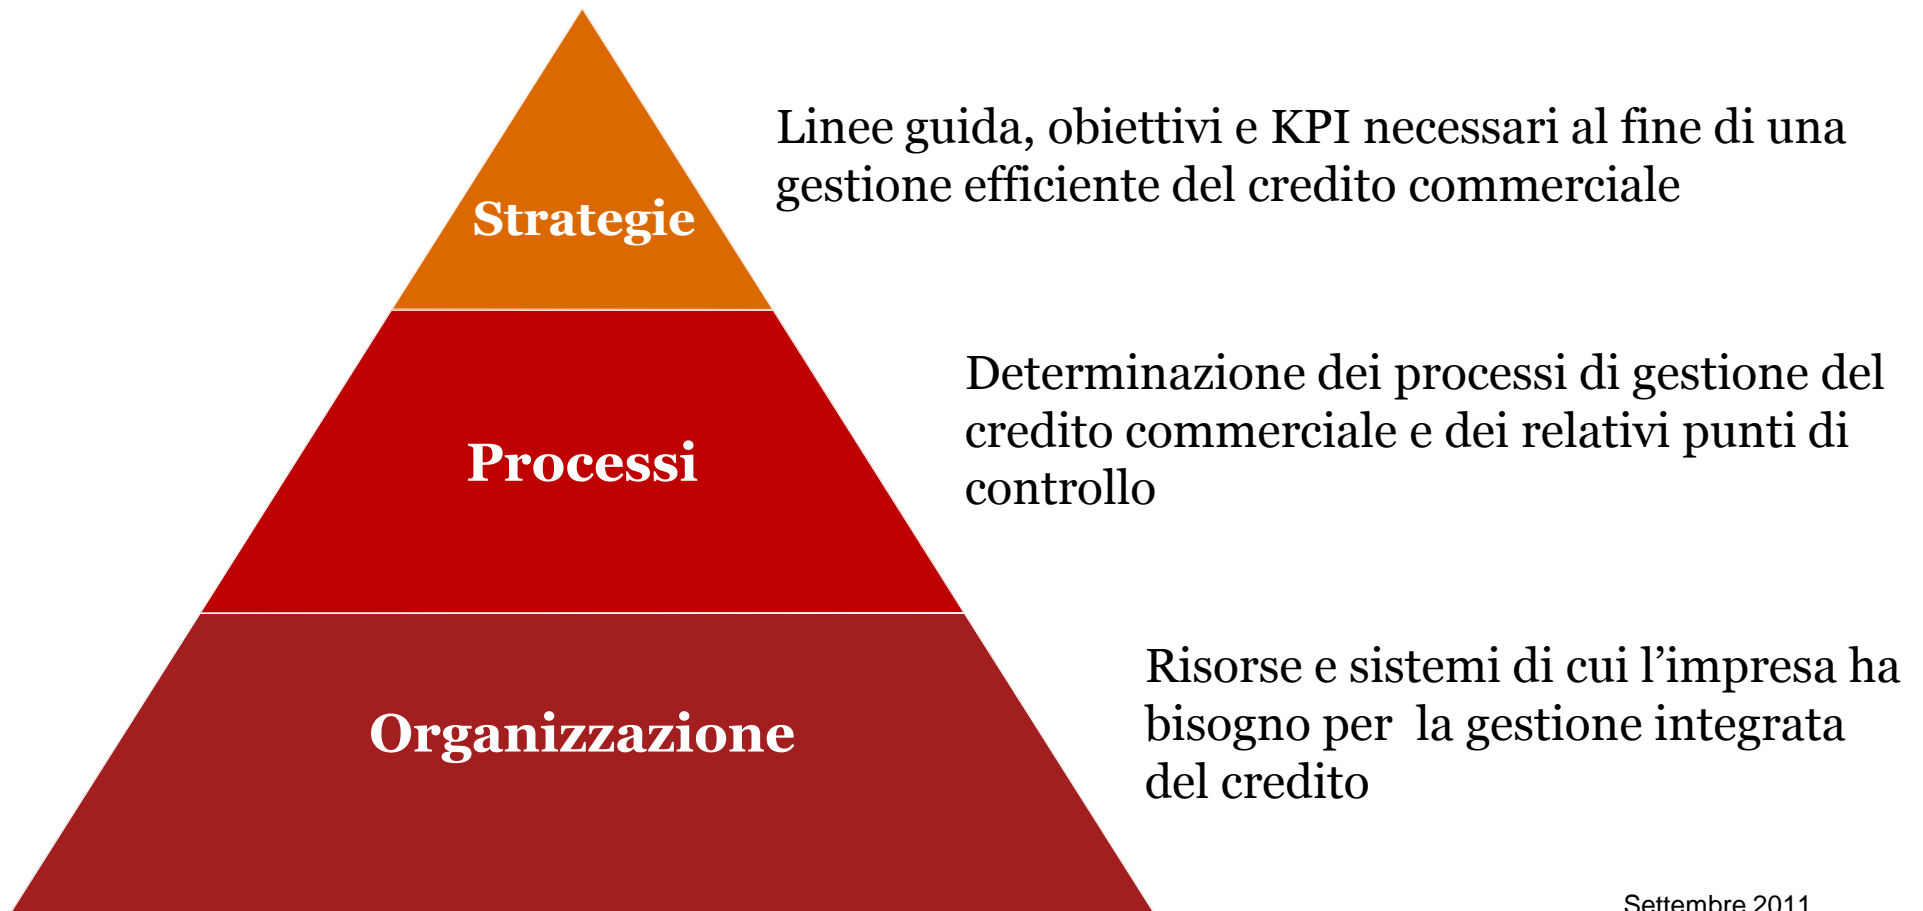 Linee guida, obiettivi e KPI necessari al fine di una
gestione efficiente del credito commerciale
Strategie
Determinazione dei processi di gestione del
credito commerciale e dei relativi punti di
controllo
Processi
Risorse e sistemi di cui l’impresa ha
bisogno per  la gestione integrata
del credito
Organizzazione
Settembre 2011